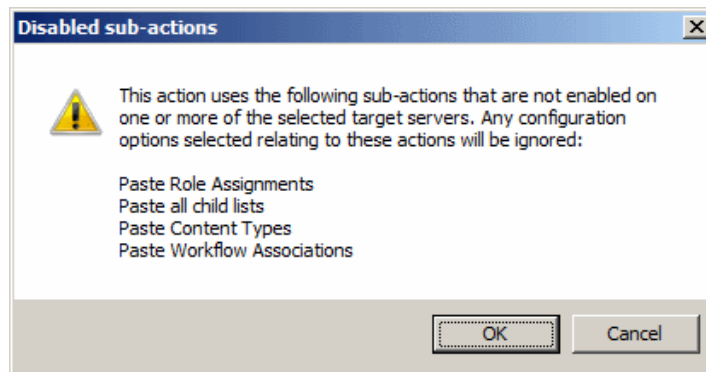 Disabled sub-actions
This action uses the following sub-actions that are not enabled on
one or more of the selected target servers. Any configuration
options selected relating to these actions will be ignored:
Paste Role Assignments
Paste all child lists
Paste Content Types
Paste Workflow Associations
OK
Cancel